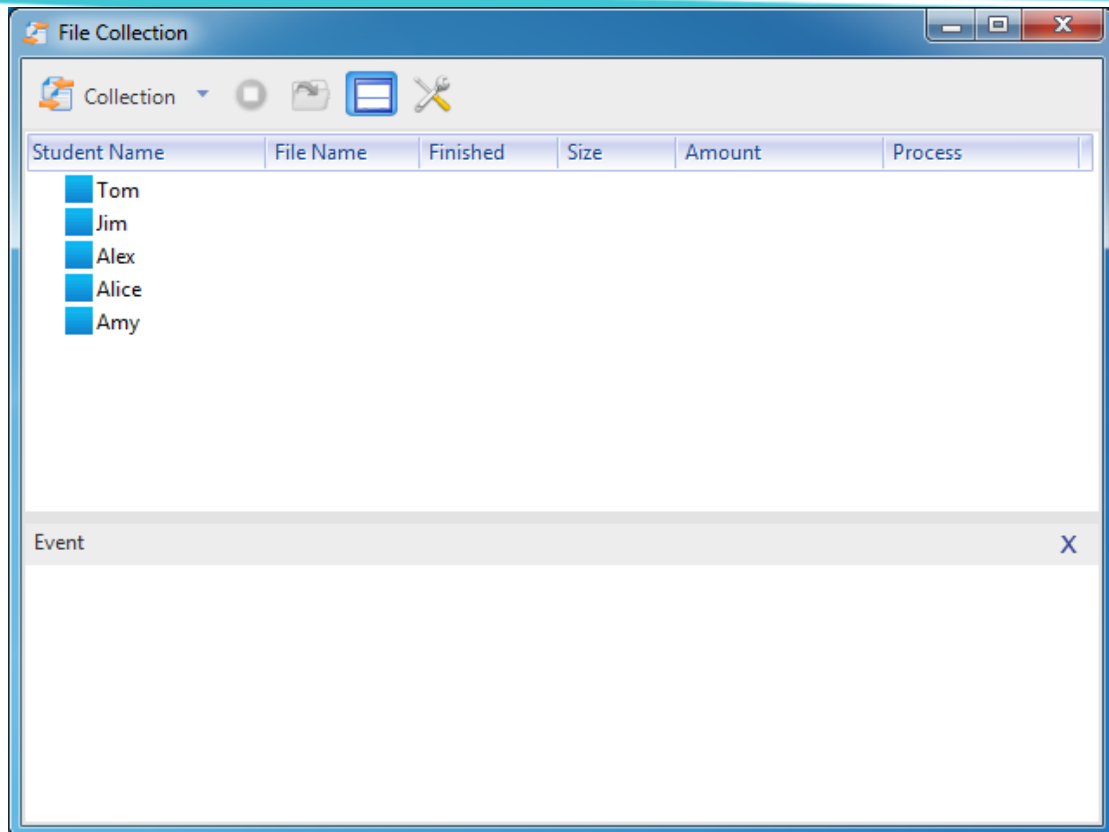 File Collection
Collection
Student Name File Name Finished Size Amount Process
Tom
Jim
Alex
Alice
Amy
Event X